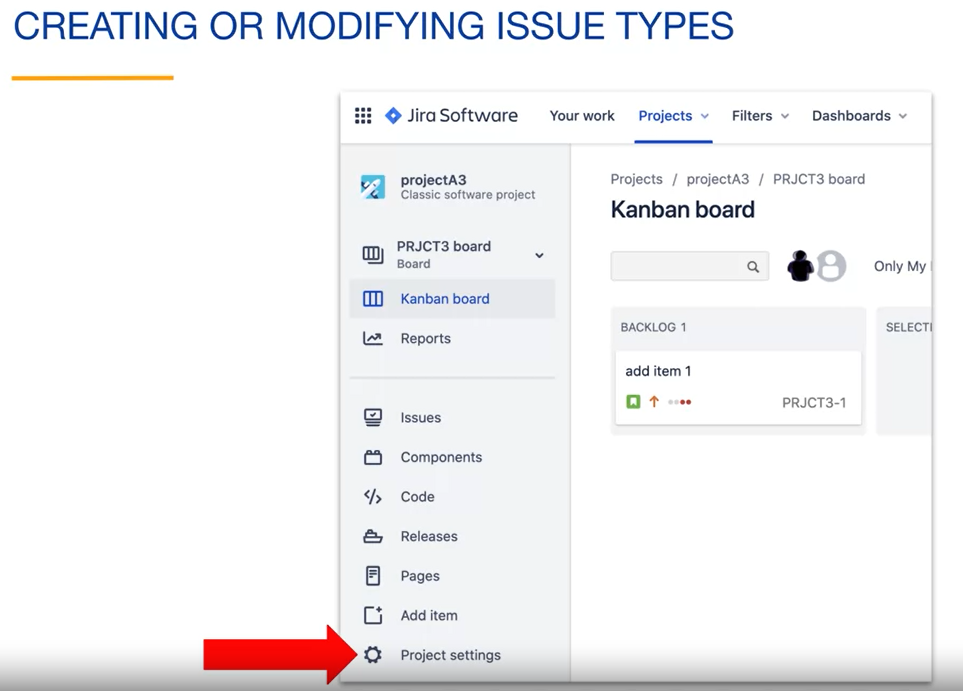 CREATING OR MODIFYING ISSUE TYPES
Jira Software Your work Projects Filters Dashboards
projectA3
Classic software project
PRJCT3 board
Board
Kanban board
Reports
Issues
Components
Code
Releases
Pages
Add item
Project settings
Projects / projectA3 / PRJCT3 board
Kanban board
Only My
BACKLOG 1
add item 1
PRJCT3-1